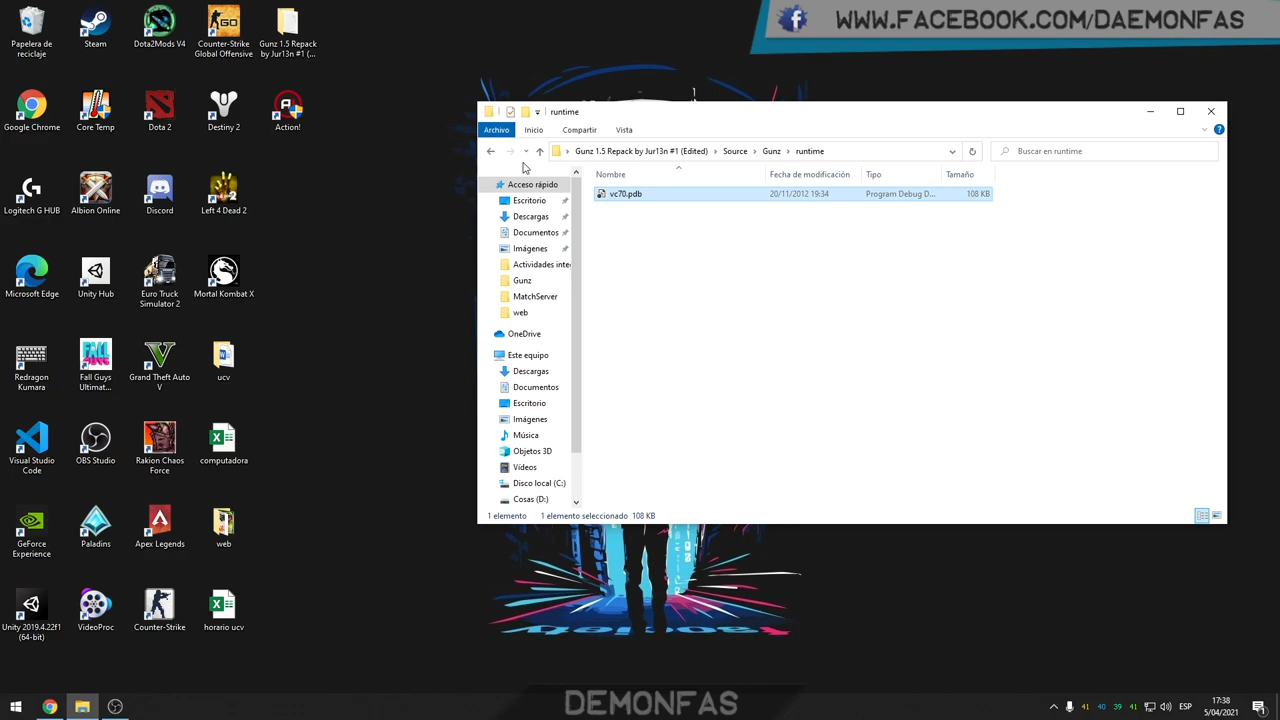 WWW.FACEBOOK.COM/DAEMONFAS
Papelera de reciclaje
Steam
Dota2Mods V4
Counter-Strike Global Offensive
Gunz 1.5 Repack by Jur13n #1 (...
Google Chrome
Core Temp
Dota 2
Destiny 2
Action!
Logitech G HUB
Albion Online
Discord
Left 4 Dead 2
Microsoft Edge
Unity Hub
Euro Truck Simulator 2
Mortal Kombat X
Redragon Kumara
Fall Guys Ultimat...
Grand Theft Auto V
ucv
Visual Studio Code
OBS Studio
Rakion Chaos Force
computadora
GeForce Experience
Paladins
Apex Legends
web
Unity 2019.4.22f1 (64-bit)
VideoProc
Counter-Strike
horario ucv
runtime
Archivo Inicio Compartir Vista
Gunz 1.5 Repack by Jur13n #1 (Edited) > Source > Gunz > runtime
Buscar en runtime
Nombre Fecha de modificación Tipo Tamaño
vc70.pdb 20/11/2012 19:34 Program Debug D... 108 KB
Acceso rápido
Escritorio
Descargas
Documentos
Imágenes
Actividades inte
Gunz
MatchServer
web
OneDrive
Este equipo
Descargas
Documentos
Escritorio
Imágenes
Música
Objetos 3D
Vídeos
Disco local (C:)
Cosas (D:)
1 elemento 1 elemento seleccionado 108 KB
DEMONFAS
41 40 39 41 ESP
17:38
5/04/2021